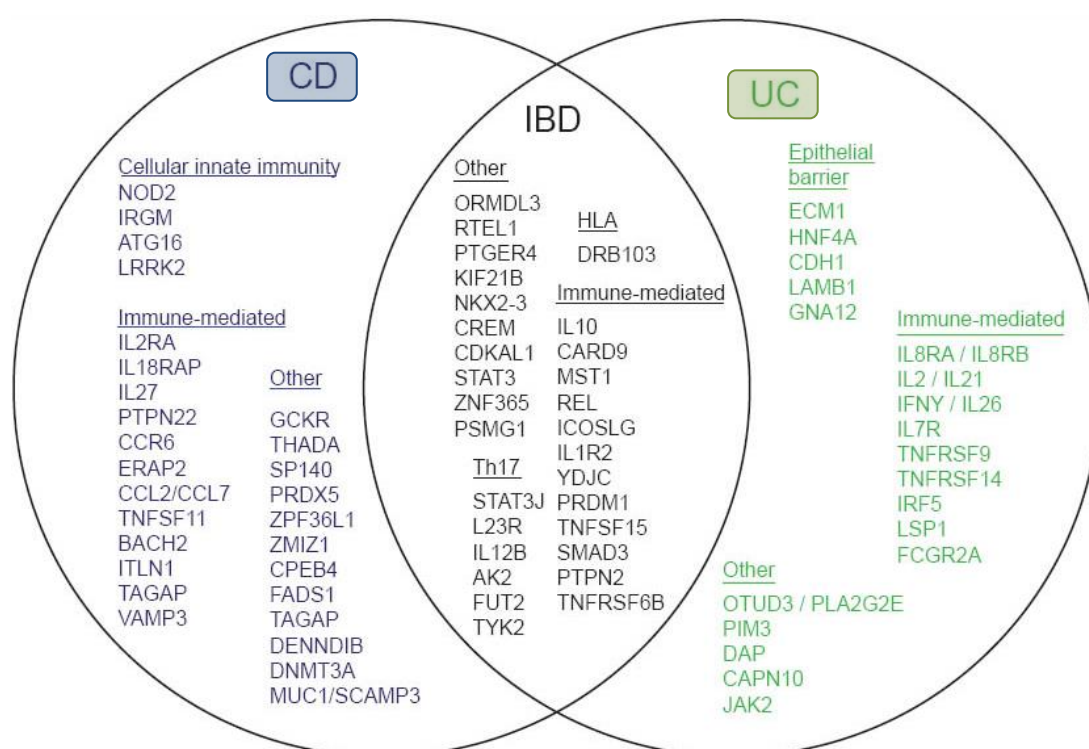 CD
Cellular innate immunity
NOD2
IRGM
ATG16
LRRK2
Immune-mediated
IL2RA
IL18RAP
IL27
PTPN22
CCR6
ERAP2
CCL2/CCL7
TNFSF11
BACH2
ITLN1
TAGAP
VAMP3
Other
GCKR
THADA
SP140
PRDX5
ZPF36L1
ZMIZ1
CPEB4
FADS1
TAGAP
DENNDIB
DNMT3A
MUC1/SCAMP3
IBD
Other
ORMDL3
RTEL1
PTGER4
KIF21B
NKX2-3
CREM
CDKAL1
STAT3
ZNF365
PSMG1
Th17
STAT3J
L23R
IL12B
AK2
FUT2
TYK2
HLA
DRB103
Immune-mediated
IL10
CARD9
MST1
REL
ICOSLG
IL1R2
YDJC
PRDM1
TNFSF15
SMAD3
PTPN2
TNFRSF6B
UC
Epithelial
barrier
ECM1
HNF4A
CDH1
LAMB1
GNA12
Immune-mediated
IL8RA / IL8RB
IL2 / IL21
IFNY / IL26
IL7R
TNFRSF9
TNFRSF14
IRF5
LSP1
FCGR2A
Other
OTUD3 / PLA2G2E
PIM3
DAP
CAPN10
JAK2